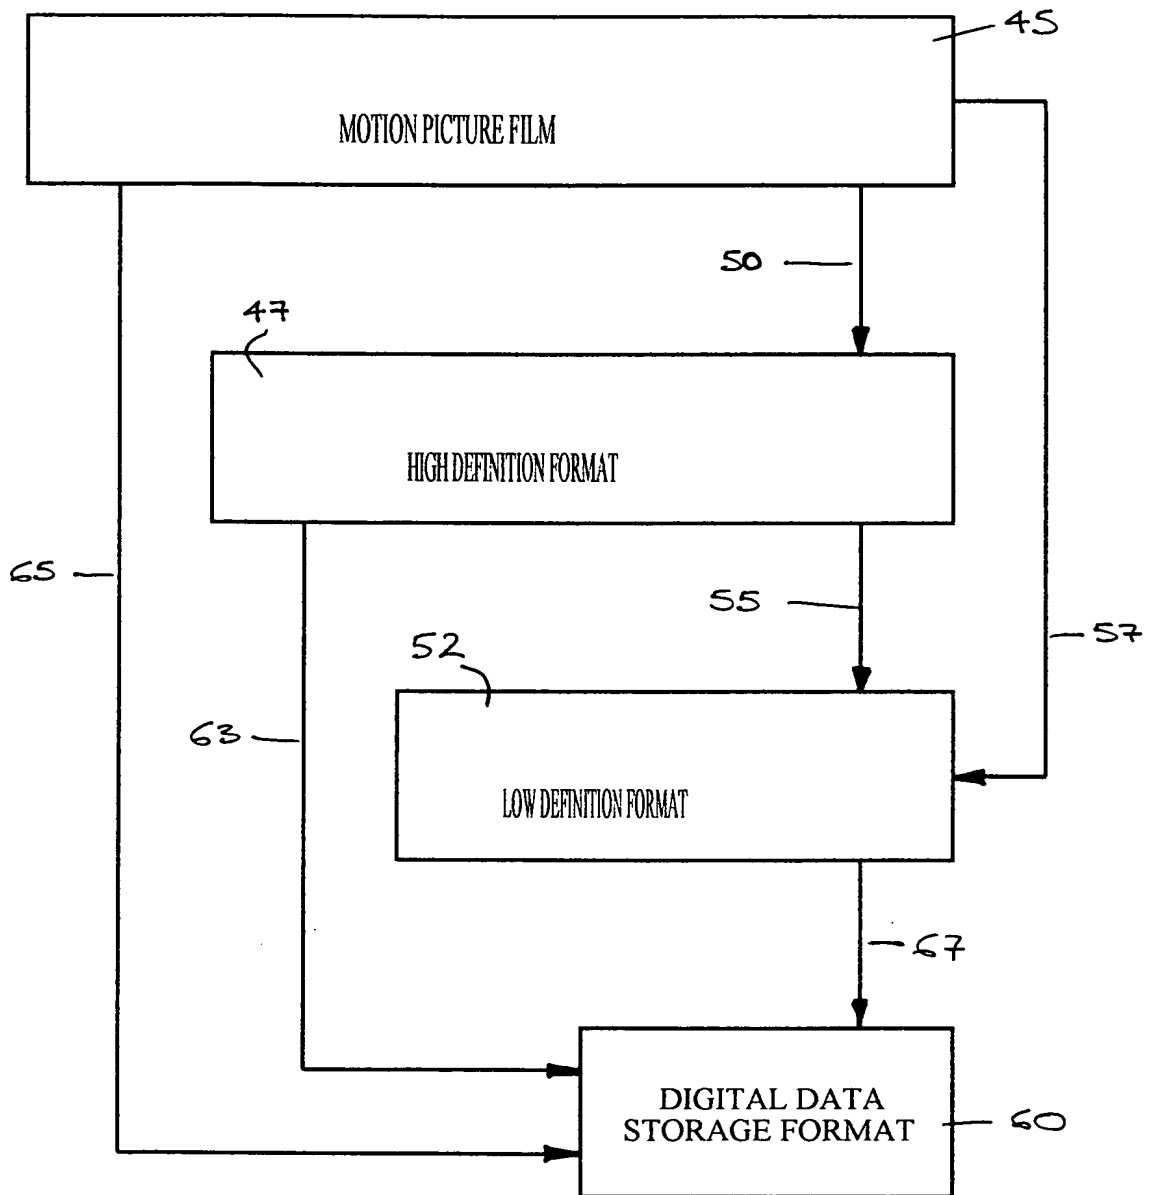 45
MOTION PICTURE FILM
50
47
HIGH DEFINITION FORMAT
65
55
57
52
63
LOW DEFINITION FORMAT
67
DIGITAL DATA
STORAGE FORMAT
60